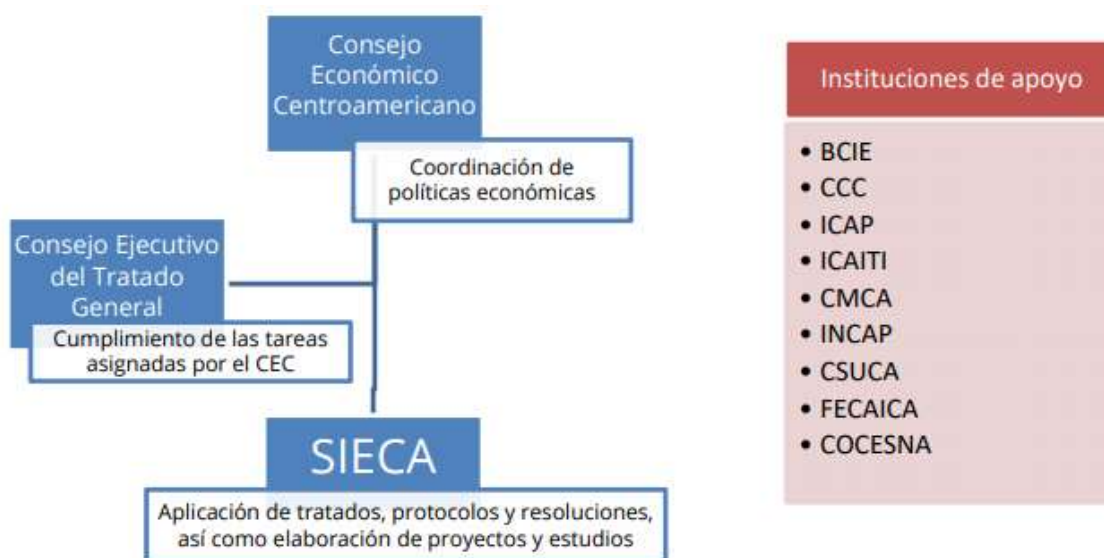 Consejo
Económico
Centroamericano
Coordinación de
políticas económicas
Consejo Ejecutivo
del Tratado
General
Cumplimiento de las tareas
asignadas por el CEC
SIECA
Aplicación de tratados, protocolos y resoluciones,
así como elaboración de proyectos y estudios
Instituciones de apoyo
• BCIE
• CCC
• ICAP
• ICAITI
• CMCA
• INCAP
• CSUCA
• FECAICA
• COCESNA